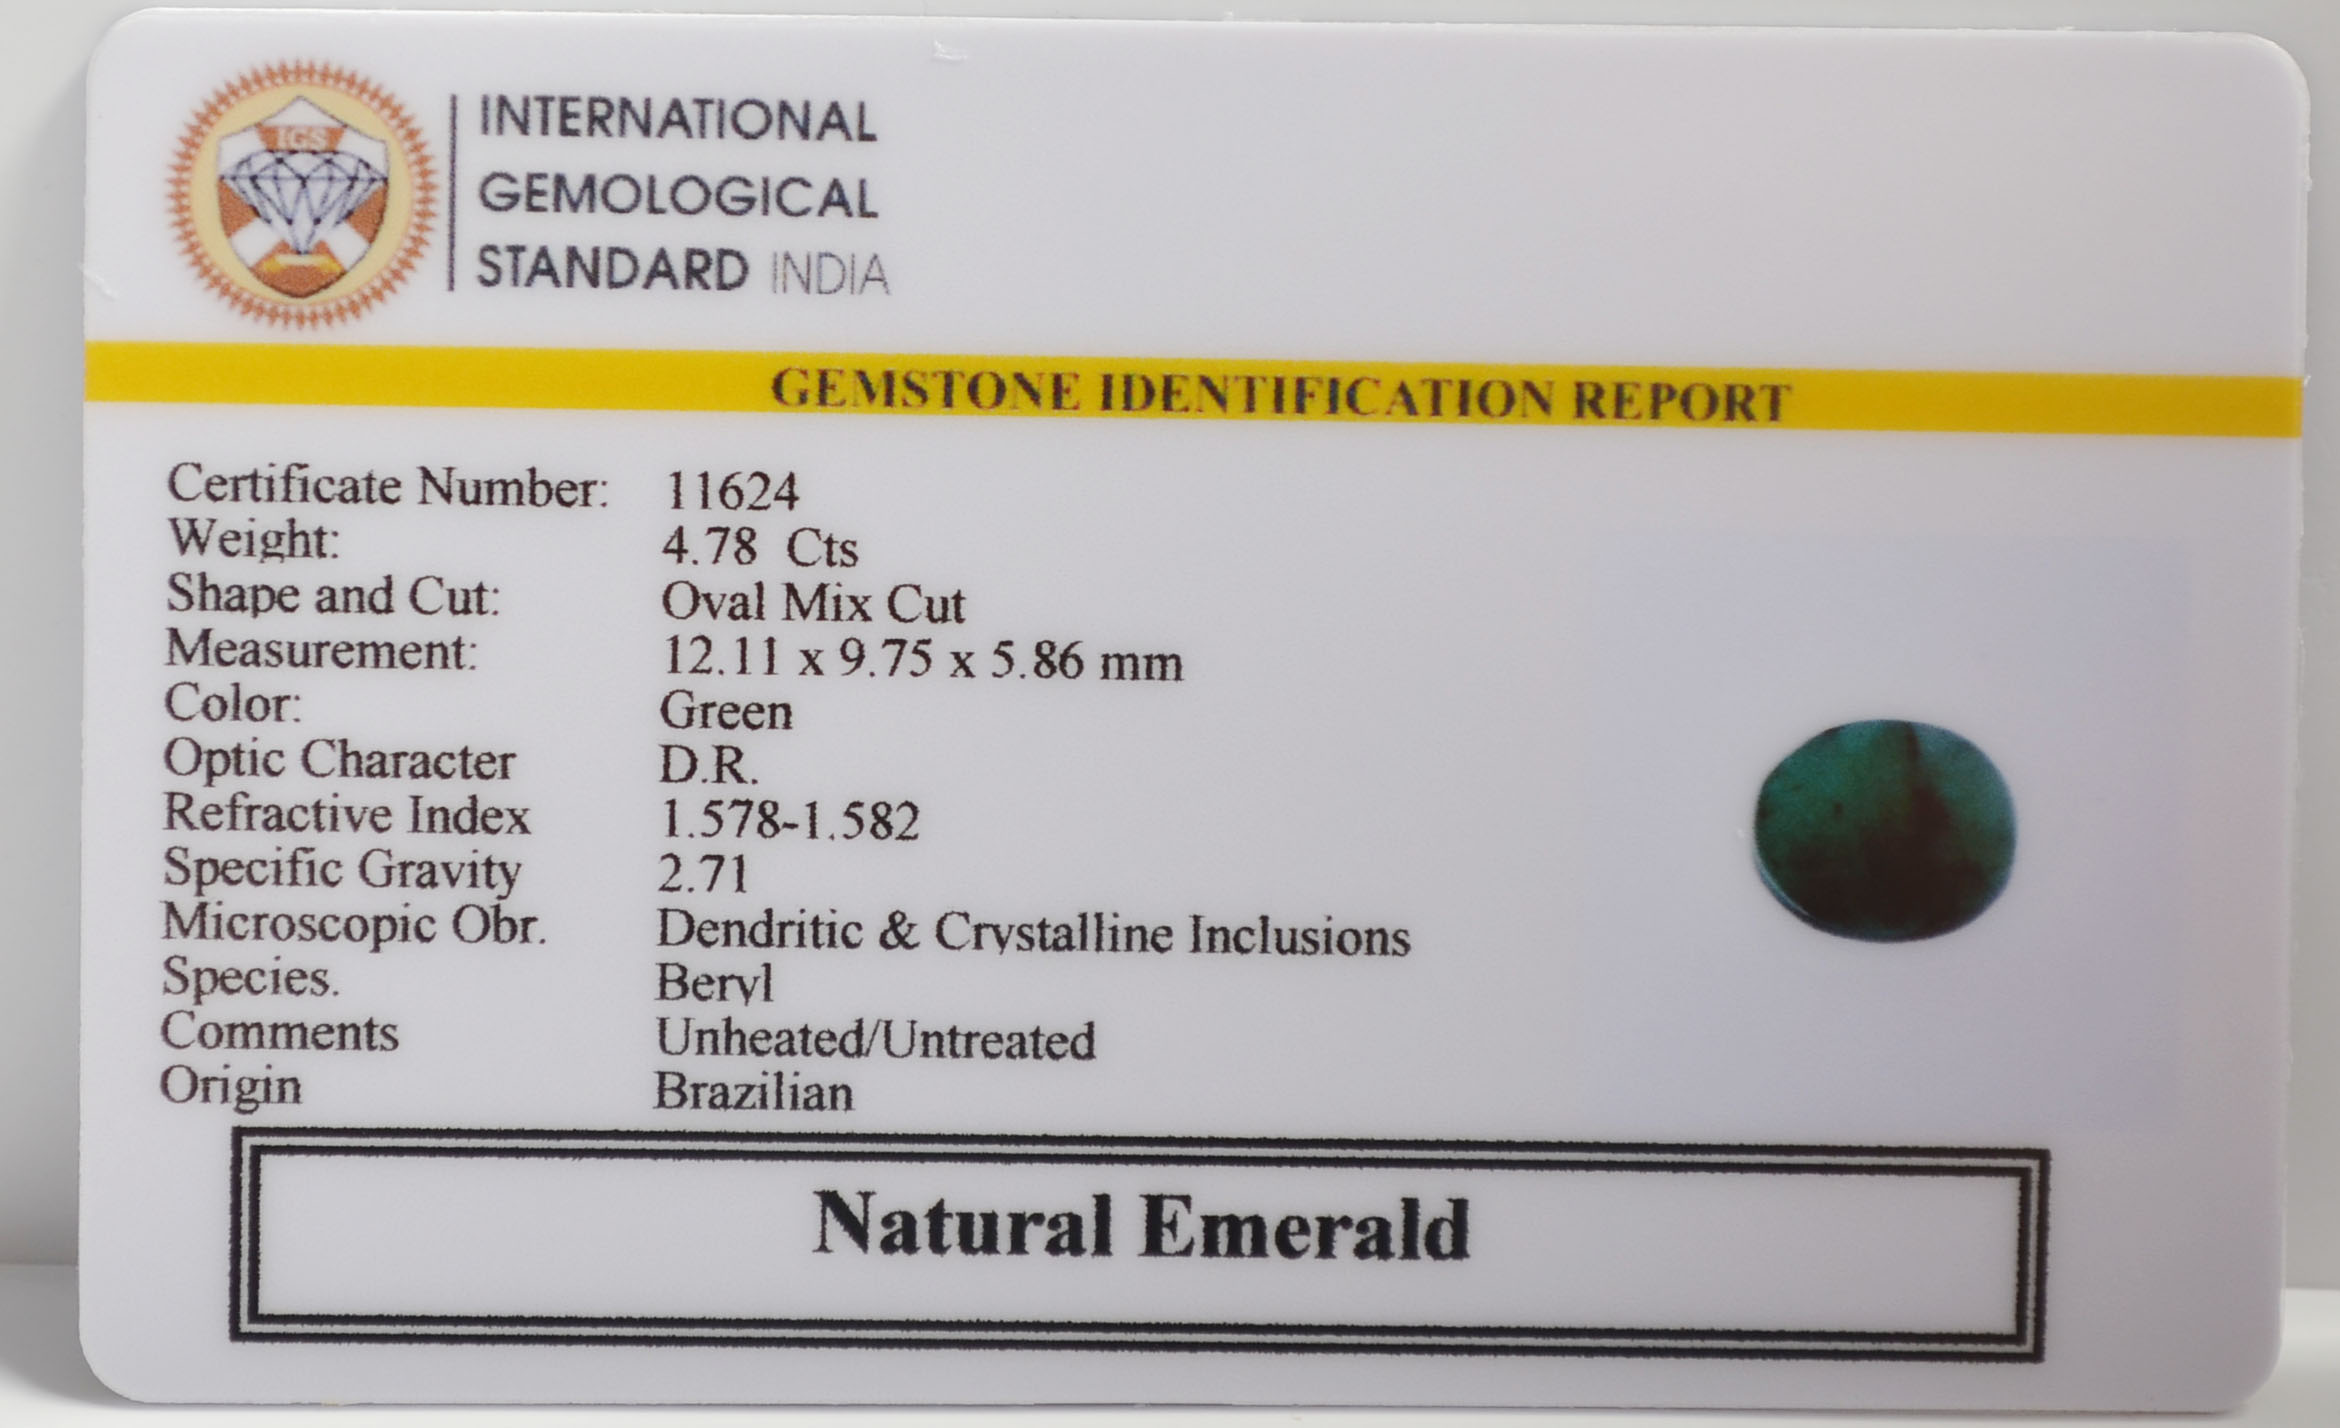 IGS
INTERNATIONAL
GEMOLOGICAL
STANDARD INDIA
GEMSTONE IDENTIFICATION REPORT
Certificate Number: 11624
Weight: 4.78 Cts
Shape and Cut: Oval Mix Cut
Measurement: 12.11 x 9.75 x 5.86 mm
Color: Green
Optic Character D.R.
Refractive Index 1.578-1.582
Specific Gravity 2.71
Microscopic Obr. Dendritic & Crystalline Inclusions
Species. Beryl
Comments Unheated/Untreated
Origin Brazilian
Natural Emerald